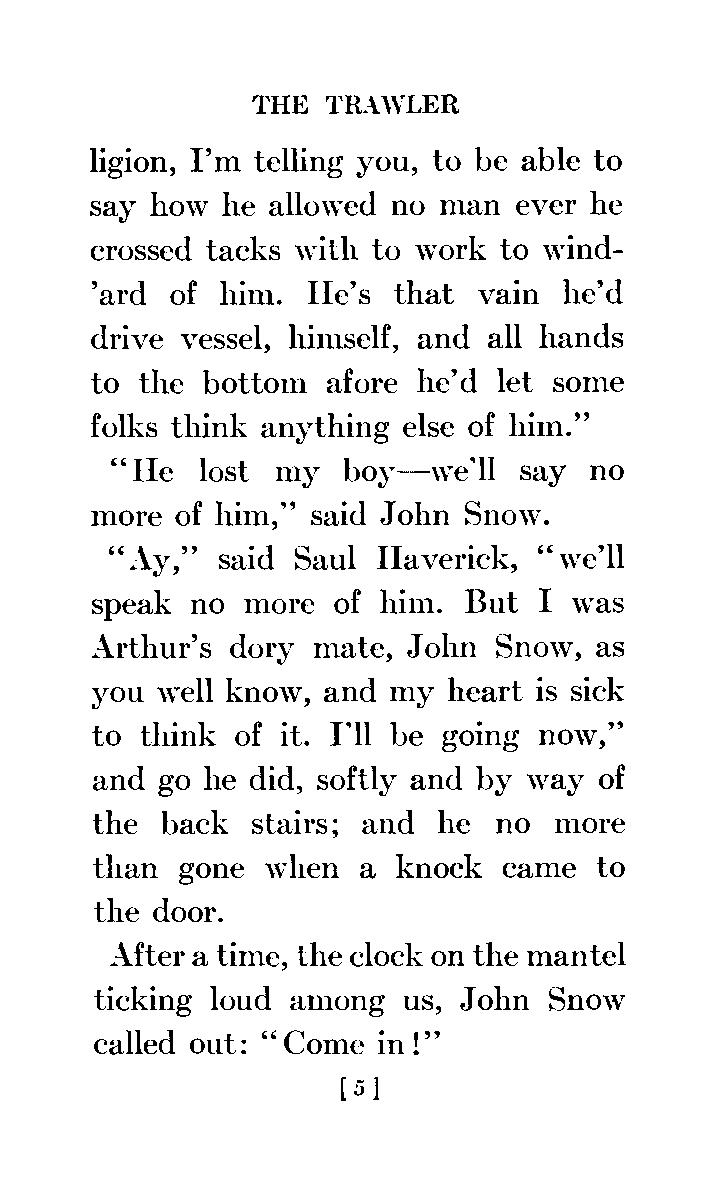 THE TRAWLER
ligion, I'm telling you, to be able to
say how he allowed no man ever he
crossed tacks with to work to wind-
'ard of him. He's that vain he'd
drive vessel, himself, and all hands
to the bottom afore he'd let some
folks think anything else of him."
"He lost my boy—we'll say no
more of him," said John Snow.
"Ay," said Saul Haverick, "we'll
speak no more of him. But I was
Arthur's dory mate, John Snow, as
you well know, and my heart is sick
to think of it. I'll be going now,"
and go he did, softly and by way of
the back stairs; and he no more
than gone when a knock came to
the door.
After a time, the clock on the mantel
ticking loud among us, John Snow
called out: "Come in!"
[5]